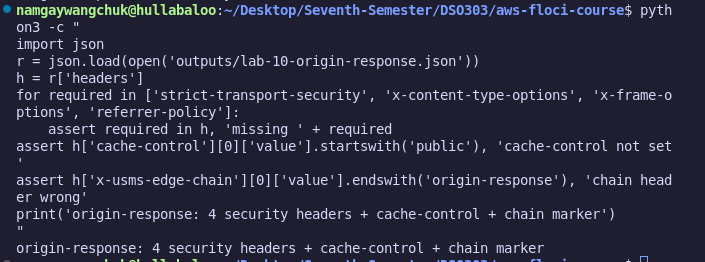 namgaywangchuk@hullabaloo:~/Desktop/Seventh-Semester/DSO303/aws-floci-course$ pyth
on3 -c "
import json
r = json.load(open('outputs/lab-10-origin-response.json'))
h = r['headers']
for required in ['strict-transport-security', 'x-content-type-options', 'x-frame-o
ptions', 'referrer-policy']:
    assert required in h, 'missing ' + required
assert h['cache-control'][0]['value'].startswith('public'), 'cache-control not set
'
assert h['x-usms-edge-chain'][0]['value'].endswith('origin-response'), 'chain head
er wrong'
print('origin-response: 4 security headers + cache-control + chain marker')
"
origin-response: 4 security headers + cache-control + chain marker